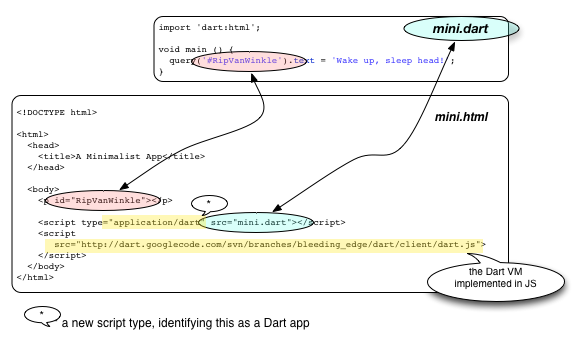 import 'dart:html';
mini.dart
void main () {
query('#RipVanWinkle').text = 'Wake up, sleep head!';
}
<!DOCTYPE html>
mini.html
<html>
<head>
<title>A Minimalist App</title>
</head>
<body>
<p id="RipVanWinkle"></p>
*
<script type="application/dart" src="mini.dart"></script>
<script
src="http://dart.googlecode.com/svn/branches/bleeding_edge/dart/client/dart.js">
</script>
</body>
</html>
the Dart VM
implemented in JS
*
a new script type, identifying this as a Dart app